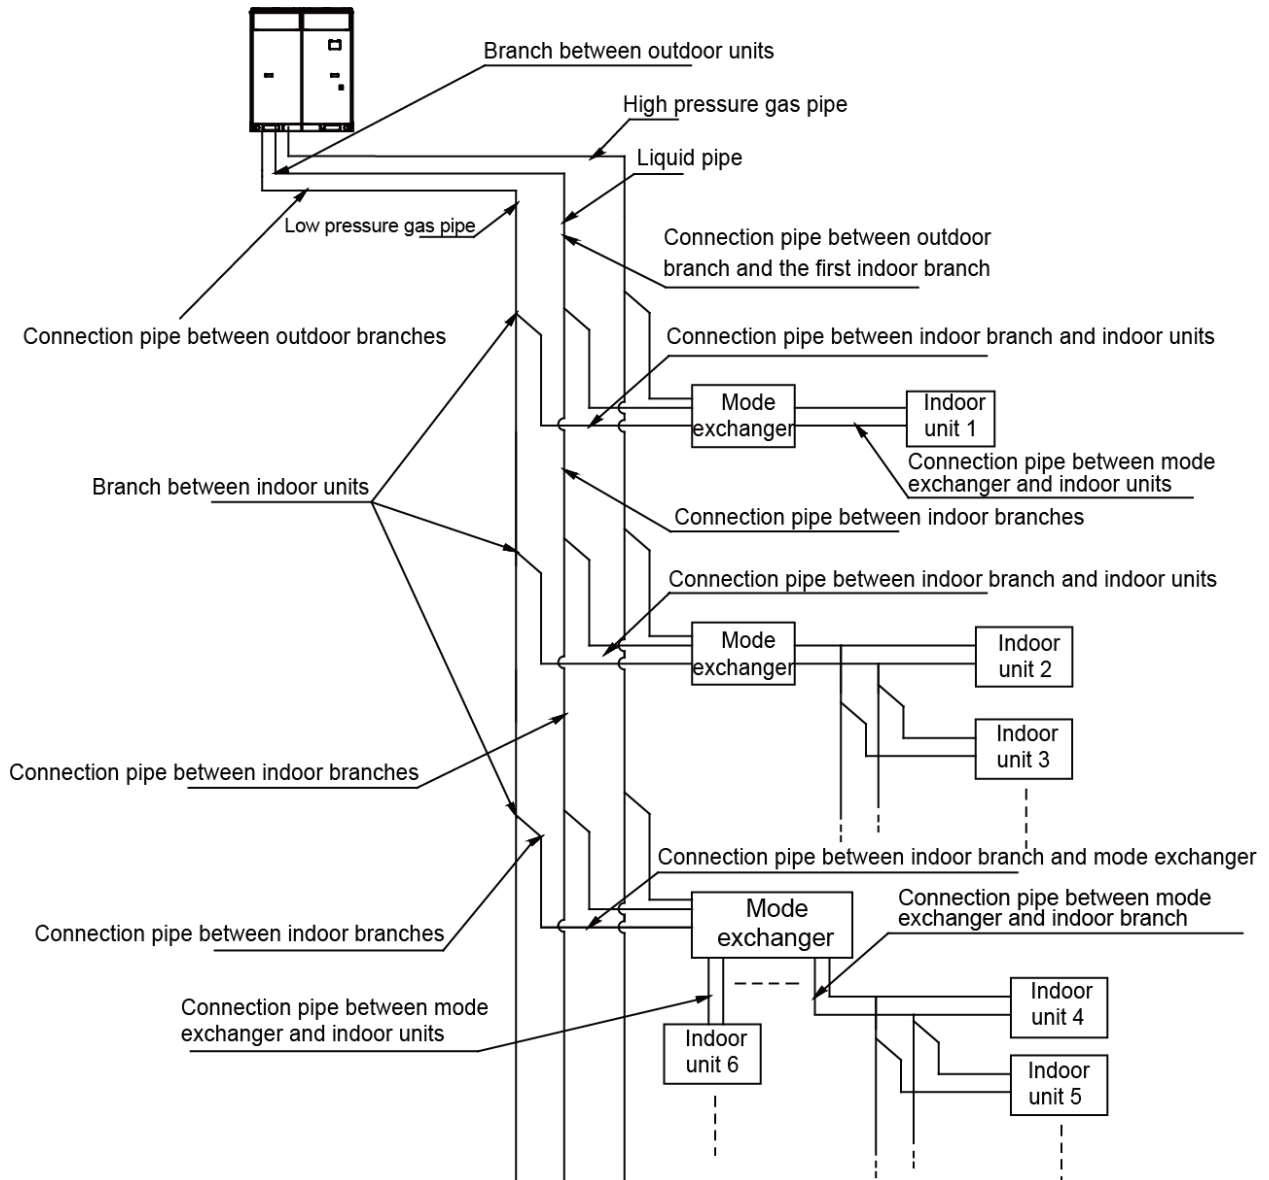 Branch between outdoor units
High pressure gas pipe
Liquid pipe
Low pressure gas pipe
Connection pipe between outdoor
branch and the first indoor branch
Connection pipe between outdoor branches
Connection pipe between indoor branch and indoor units
Mode
exchanger
Indoor
unit 1
Connection pipe between mode
exchanger and indoor units
Branch between indoor units
Connection pipe between indoor branches
Connection pipe between indoor branch and indoor units
Mode
exchanger
Indoor
unit 2
Indoor
unit 3
Connection pipe between indoor branches
Connection pipe between indoor branch and mode exchanger
Connection pipe between mode
exchanger and indoor branch
Mode
exchanger
Connection pipe between indoor branches
Connection pipe between mode
exchanger and indoor units
Indoor
unit 4
Indoor
unit 6
Indoor
unit 5